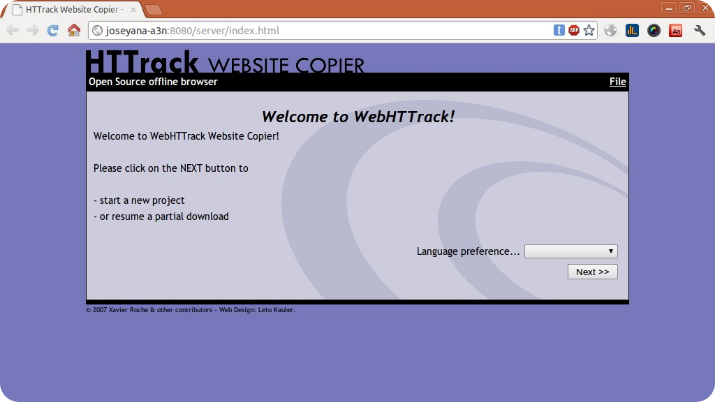 HTTrack Website Copier -
joseyana-a3n:8080/server/index.html
HTTrack WEBSITE COPIER
Open Source offline browser
File
Welcome to WebHTTrack!
Welcome to WebHTTrack Website Copier!
Please click on the NEXT button to
- start a new project
- or resume a partial download
Language preference...
Next >>
© 2007 Xavier Roche & other contributors - Web Design: Leto Kauler.